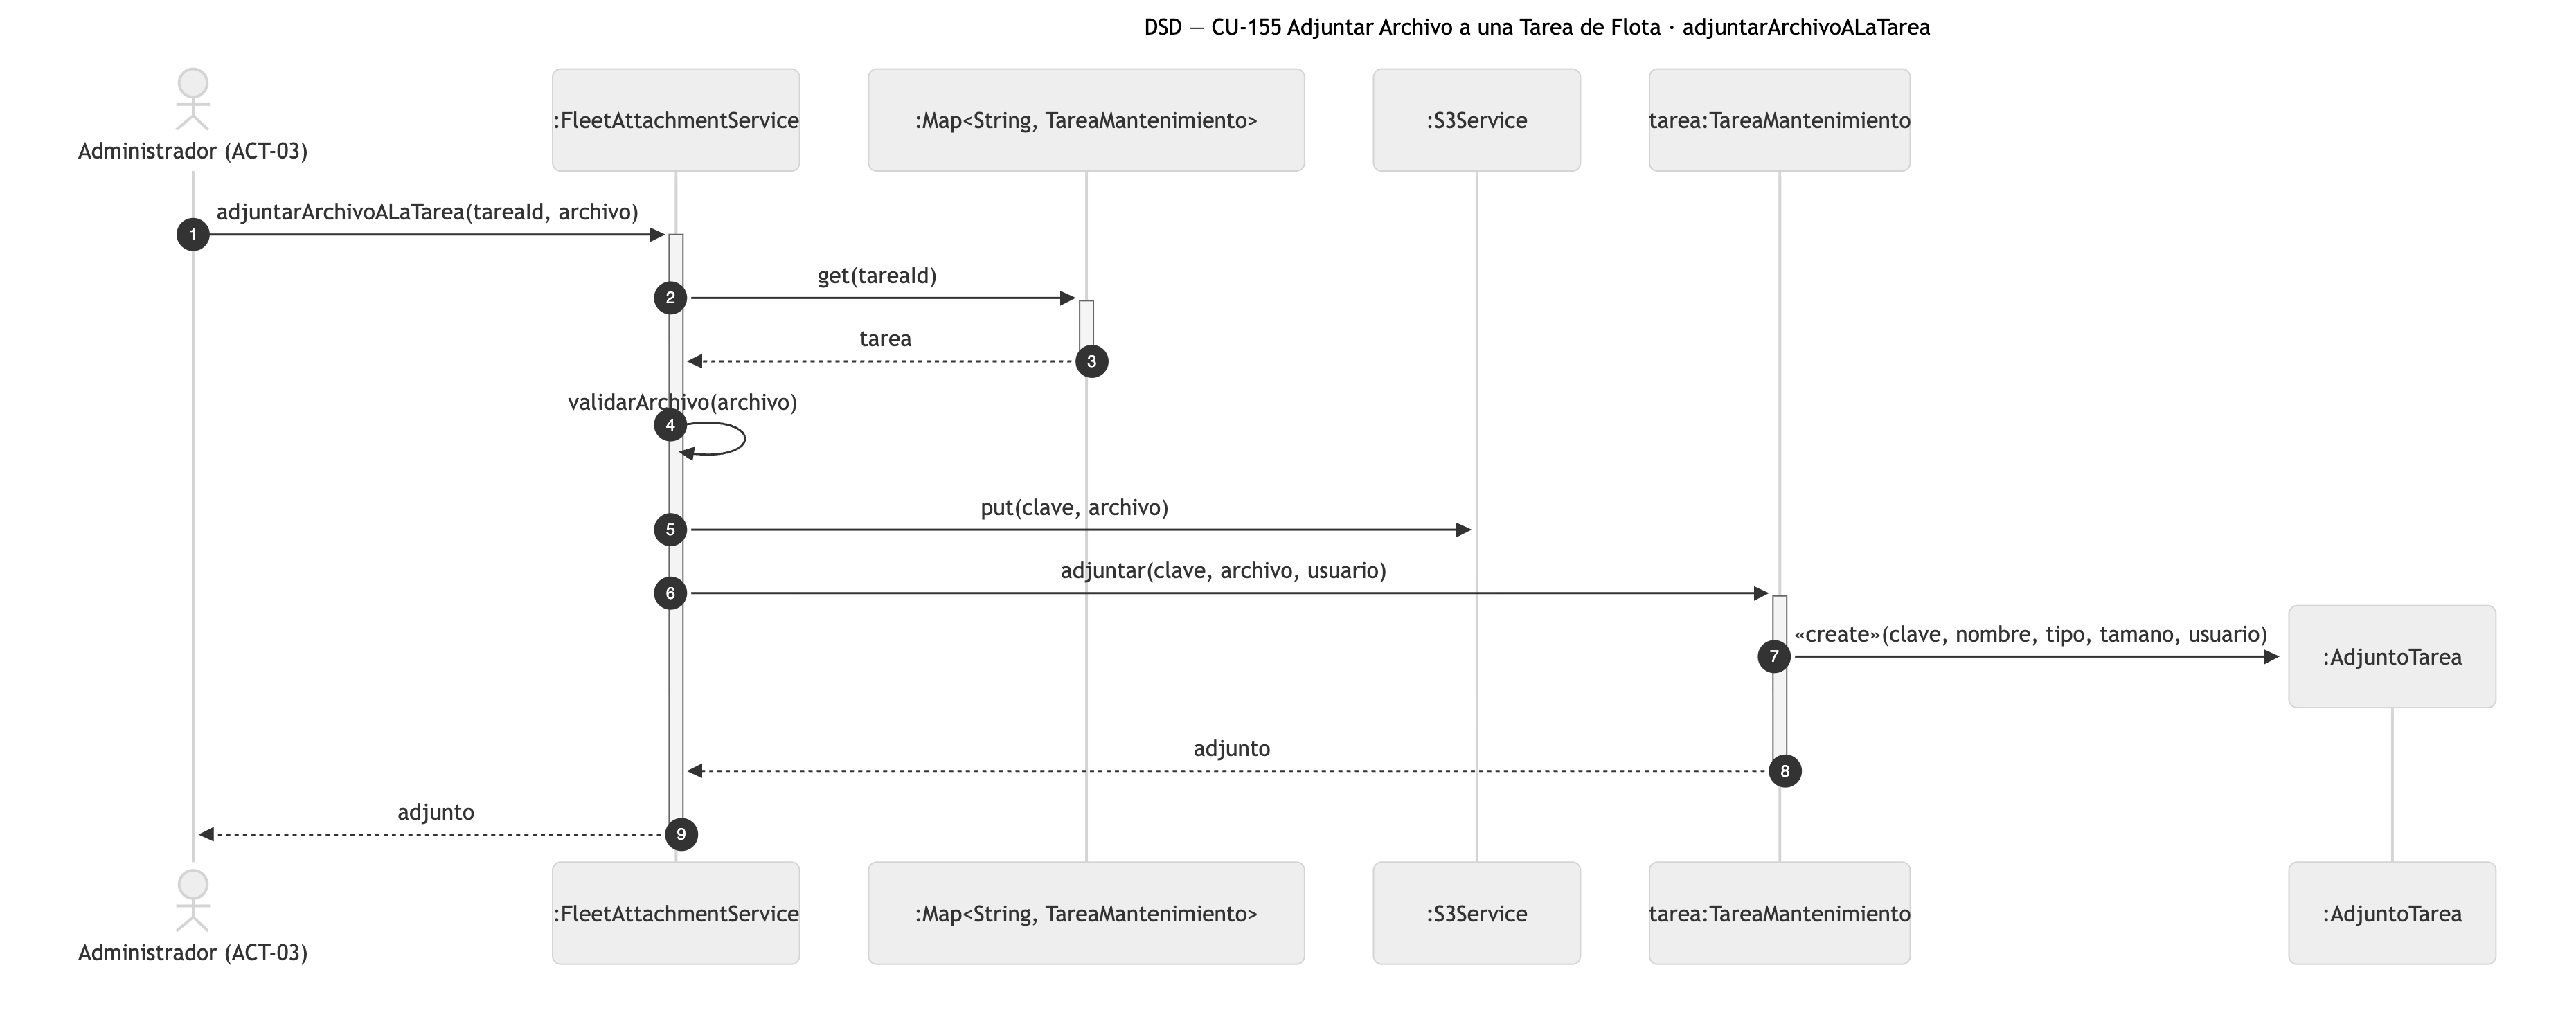 DSD — CU-155 Adjuntar Archivo a una Tarea de Flota · adjuntarArchivoALaTarea
Administrador (ACT-03)
:FleetAttachmentService
:Map<String, TareaMantenimiento>
:S3Service
tarea:TareaMantenimiento
adjuntarArchivoALaTarea(tareaId, archivo)
1
get(tareaId)
2
tarea
3
validarArchivo(archivo)
4
put(clave, archivo)
5
adjuntar(clave, archivo, usuario)
6
«create»(clave, nombre, tipo, tamano, usuario)
7
:AdjuntoTarea
adjunto
8
adjunto
9
Administrador (ACT-03)
:FleetAttachmentService
:Map<String, TareaMantenimiento>
:S3Service
tarea:TareaMantenimiento
:AdjuntoTarea